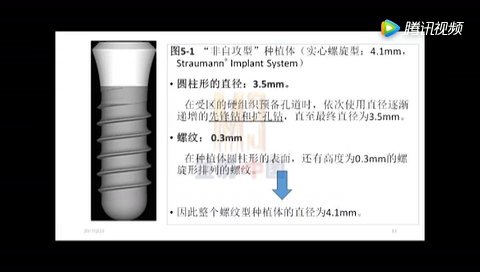 腾讯视频
图5-1 “非自攻型”种植体（实心螺旋型：4.1mm，
Straumann® Implant System）
• 圆柱形的直径：3.5mm。
在受区的硬组织预备孔道时，依次使用直径逐渐
递增的先锋钻和扩孔钻，直至最终直径为3.5mm。
• 螺纹：0.3mm
在种植体圆柱形的表面，还有高度为0.3mm的螺
旋形排列的螺纹。
• 因此整个螺纹型种植体的直径为4.1mm。